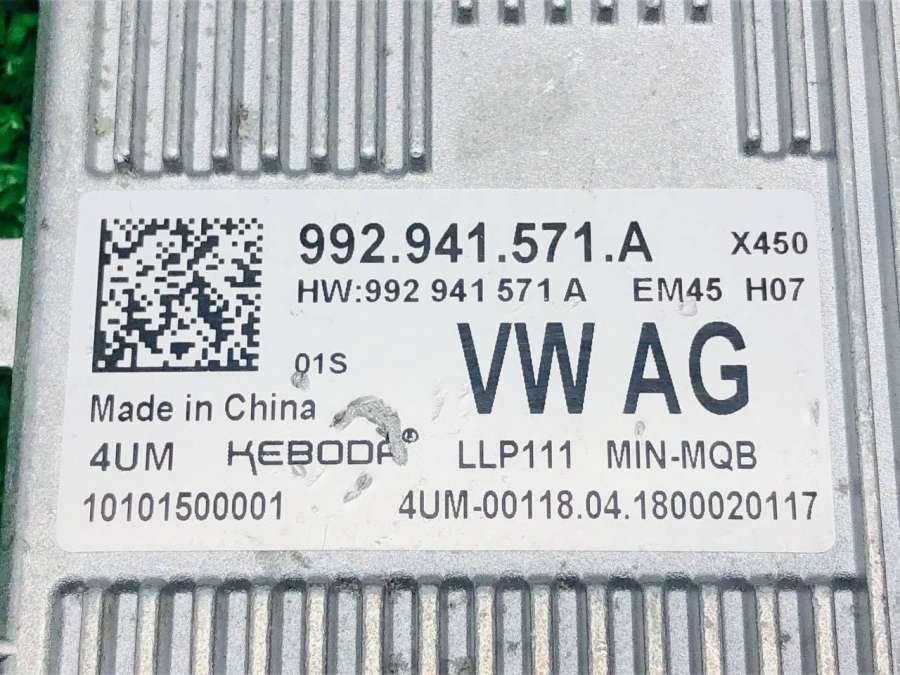 992.941.571.A X450
HW:992 941 571 A EM45 H07
VW AG
01S
Made in China
4UM KEBODA® LLP111 MIN-MQB
10101500001 4UM-00118.04.1800020117